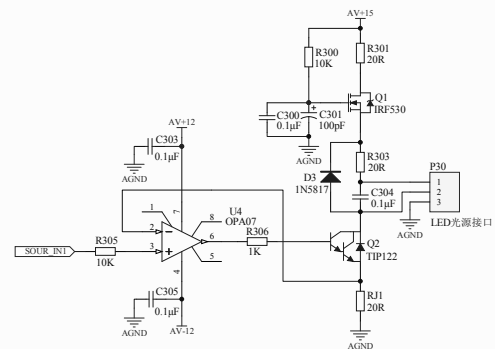 AV+15
R300
10K
R301
20R
Q1
IRF530
C300
0.1μF
C301
100pF
+
AGND
AV+12
C303
0.1μF
AGND
R303
20R
D3
1N5817
C304
0.1μF
P30
1
2
3
AGND
LED光源接口
1
7
8
U4
OPA07
2
3
6
5
4
SOUR_IN1
R305
10K
R306
1K
Q2
TIP122
C305
0.1μF
AGND
AV-12
RJ1
20R
AGND